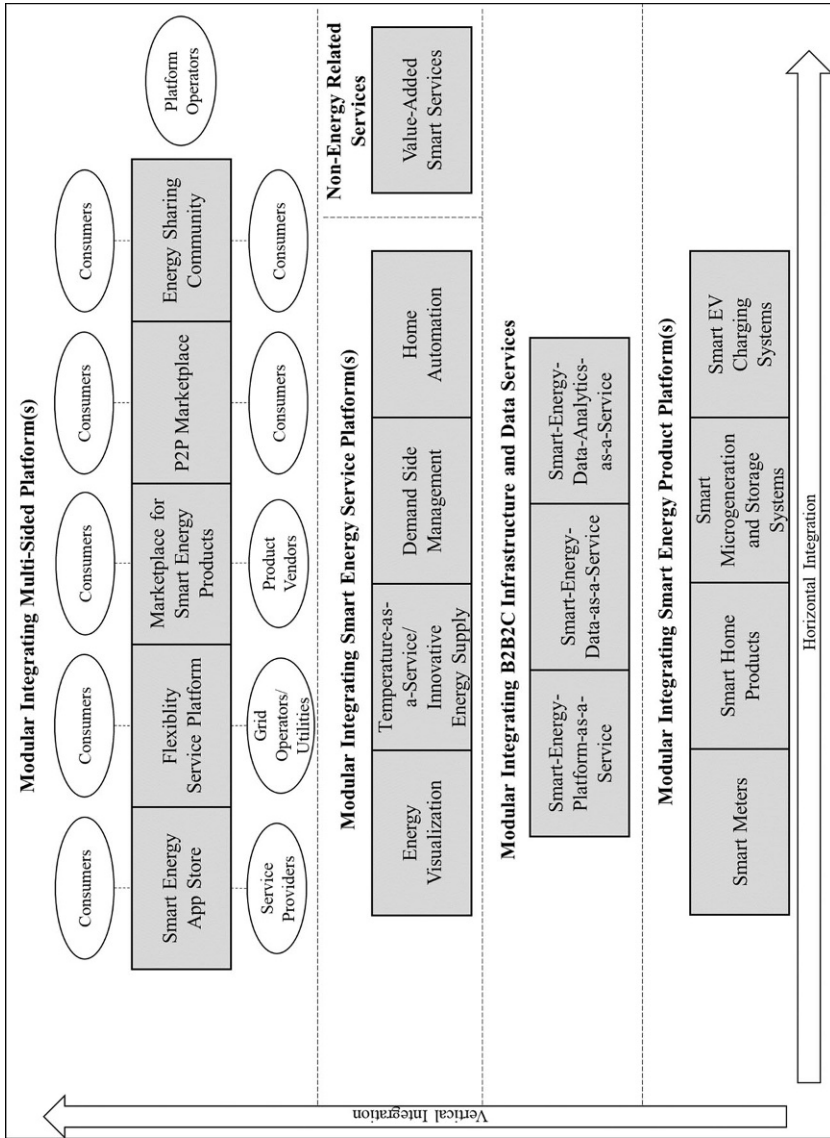 Modular Integrating Multi-Sided Platform(s)
Consumers
Consumers
Consumers
Consumers
Consumers
Smart Energy
App Store
Flexiblity
Service Platform
Marketplace for
Smart Energy
Products
P2P Marketplace
Energy Sharing
Community
Platform
Operators
Service
Providers
Grid
Operators/
Utilities
Product
Vendors
Consumers
Consumers
Modular Integrating Smart Energy Service Platform(s)
Energy
Visualization
Temperature-as-
a-Service/
Innovative
Energy Supply
Demand Side
Management
Home
Automation
Non-Energy Related
Services
Value-Added
Smart Services
Modular Integrating B2B2C Infrastructure and Data Services
Smart-Energy-
Platform-as-a-
Service
Smart-Energy-
Data-as-a-Service
Smart-Energy-
Data-Analytics-
as-a-Service
Modular Integrating Smart Energy Product Platform(s)
Smart Meters
Smart Home
Products
Smart
Microgeneration
and Storage
Systems
Smart EV
Charging
Systems
Vertical Integration
Horizontal Integration